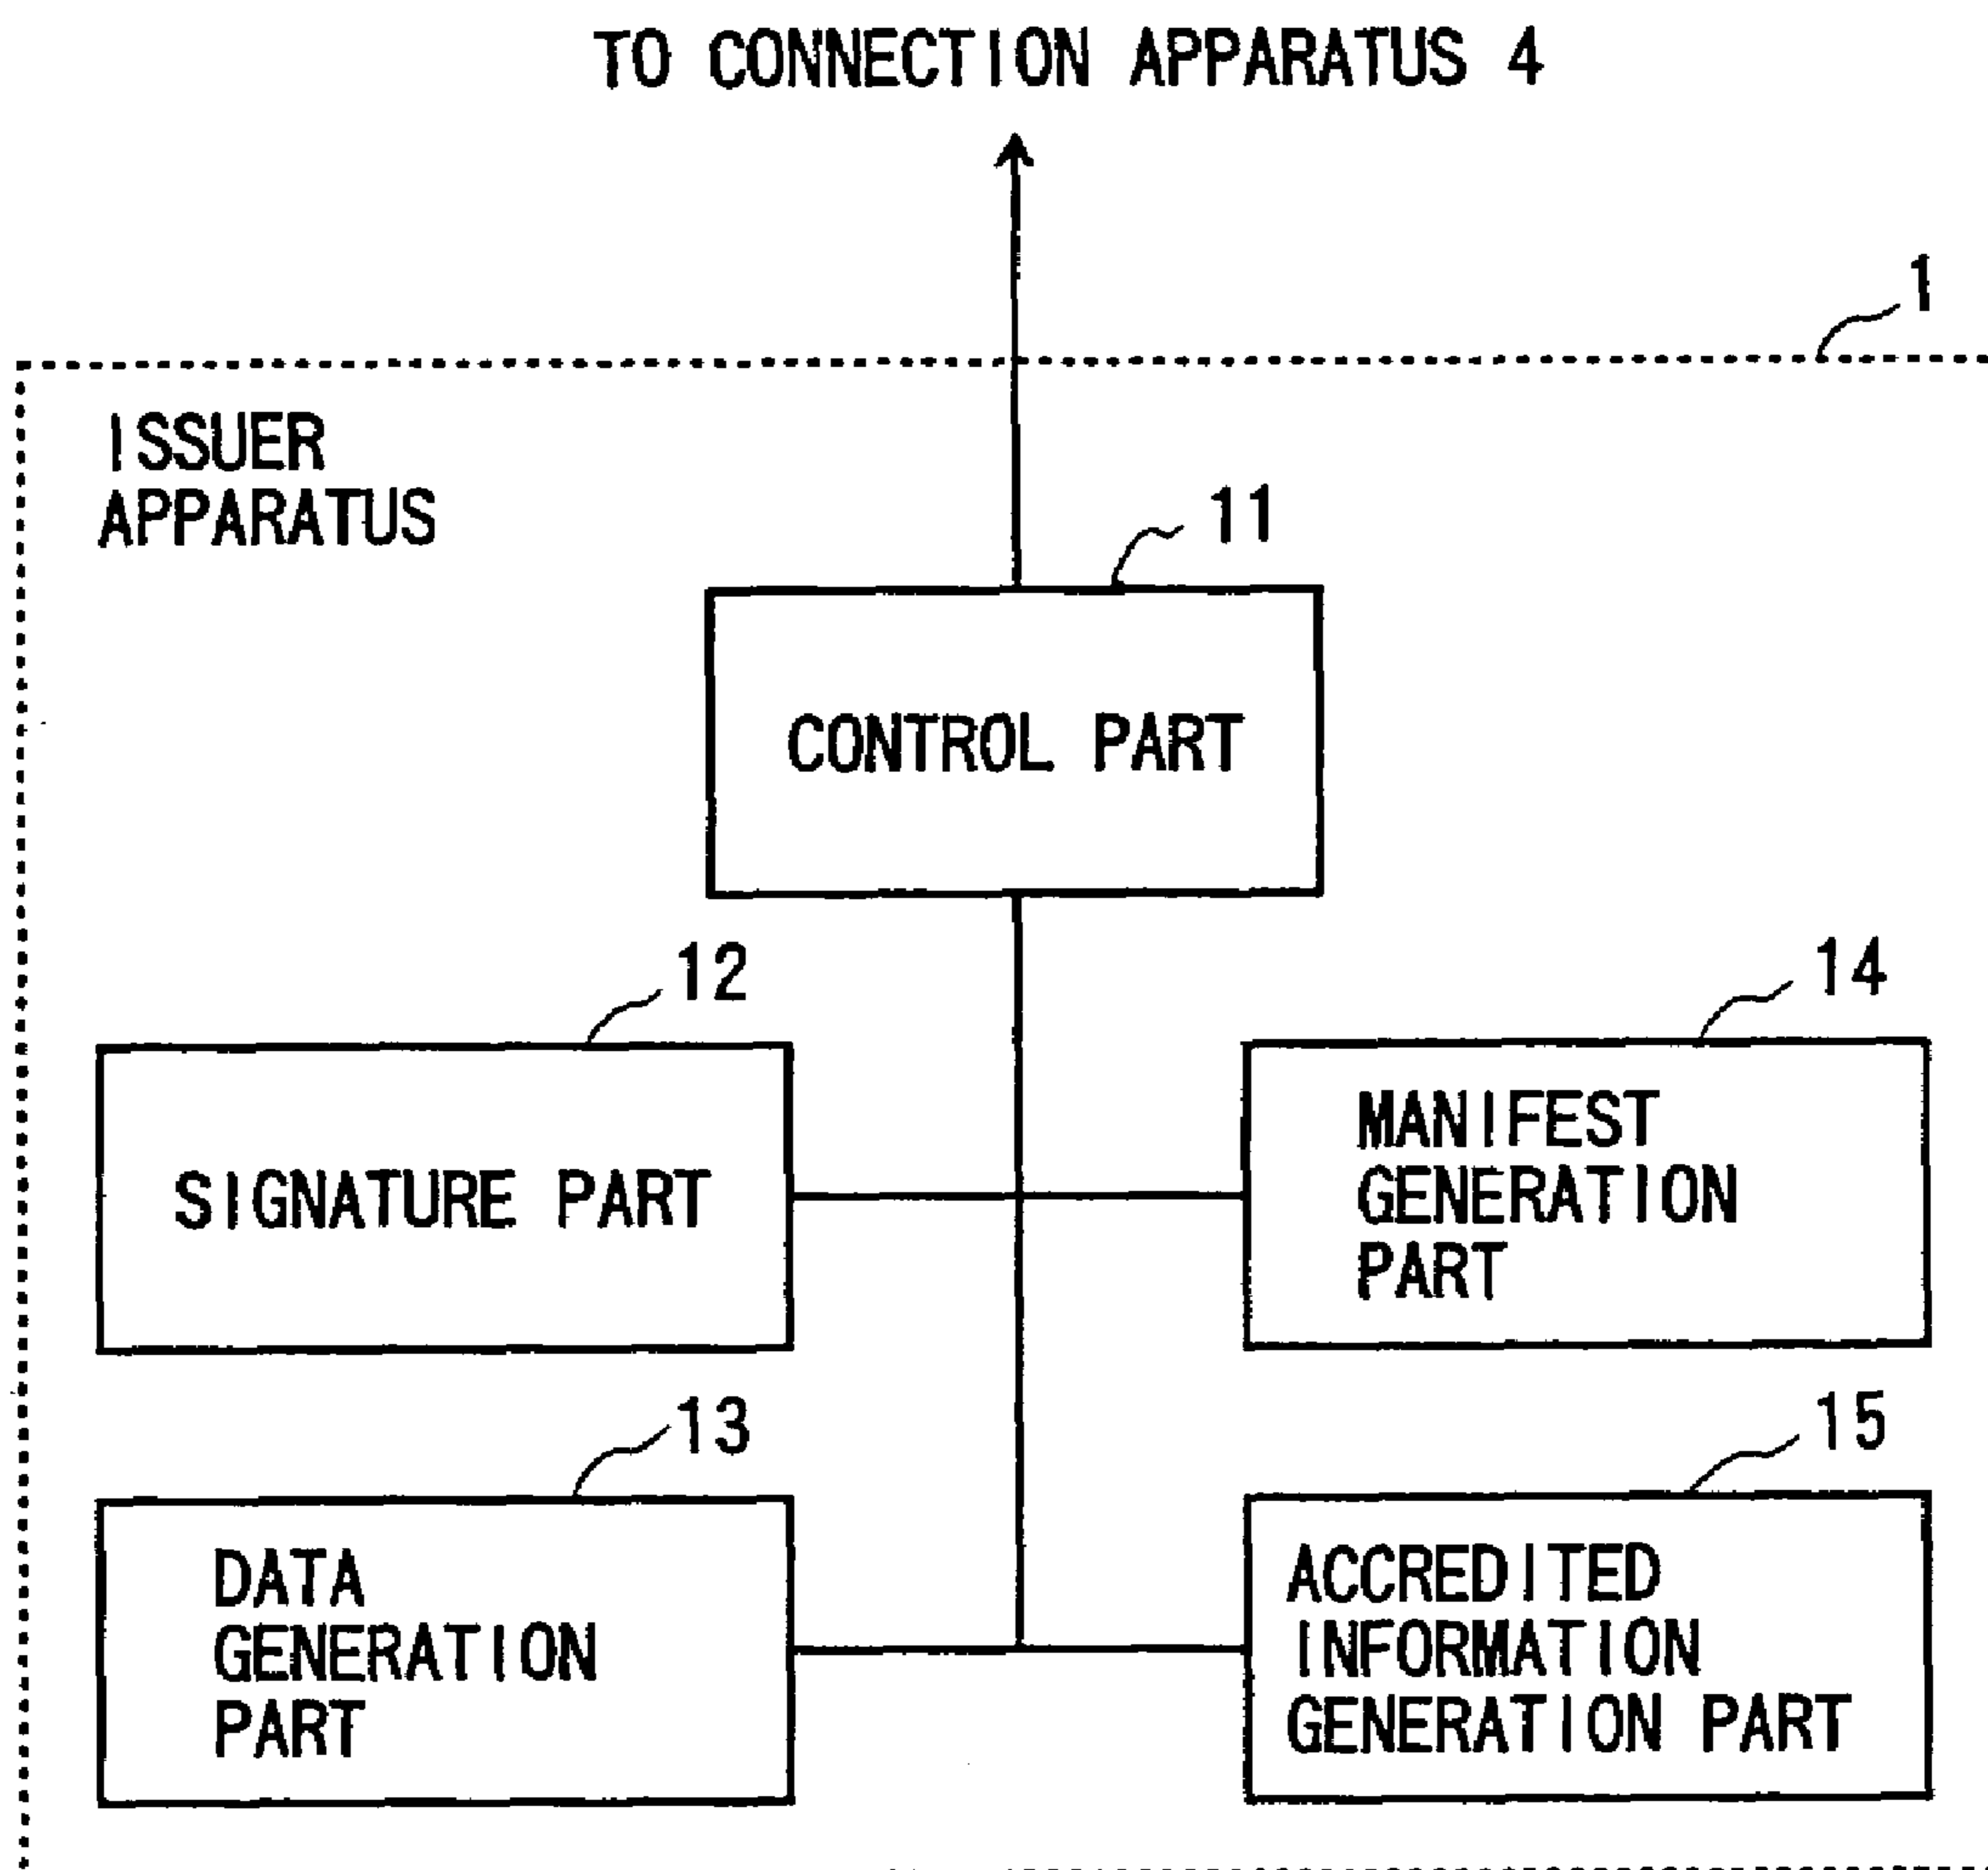 TO CONNECTION APPARATUS 4
1
ISSUER
APPARATUS
11
CONTROL PART
12
14
SIGNATURE PART
MANIFEST
GENERATION
PART
13
15
DATA
GENERATION
PART
ACCREDITED
INFORMATION
GENERATION PART